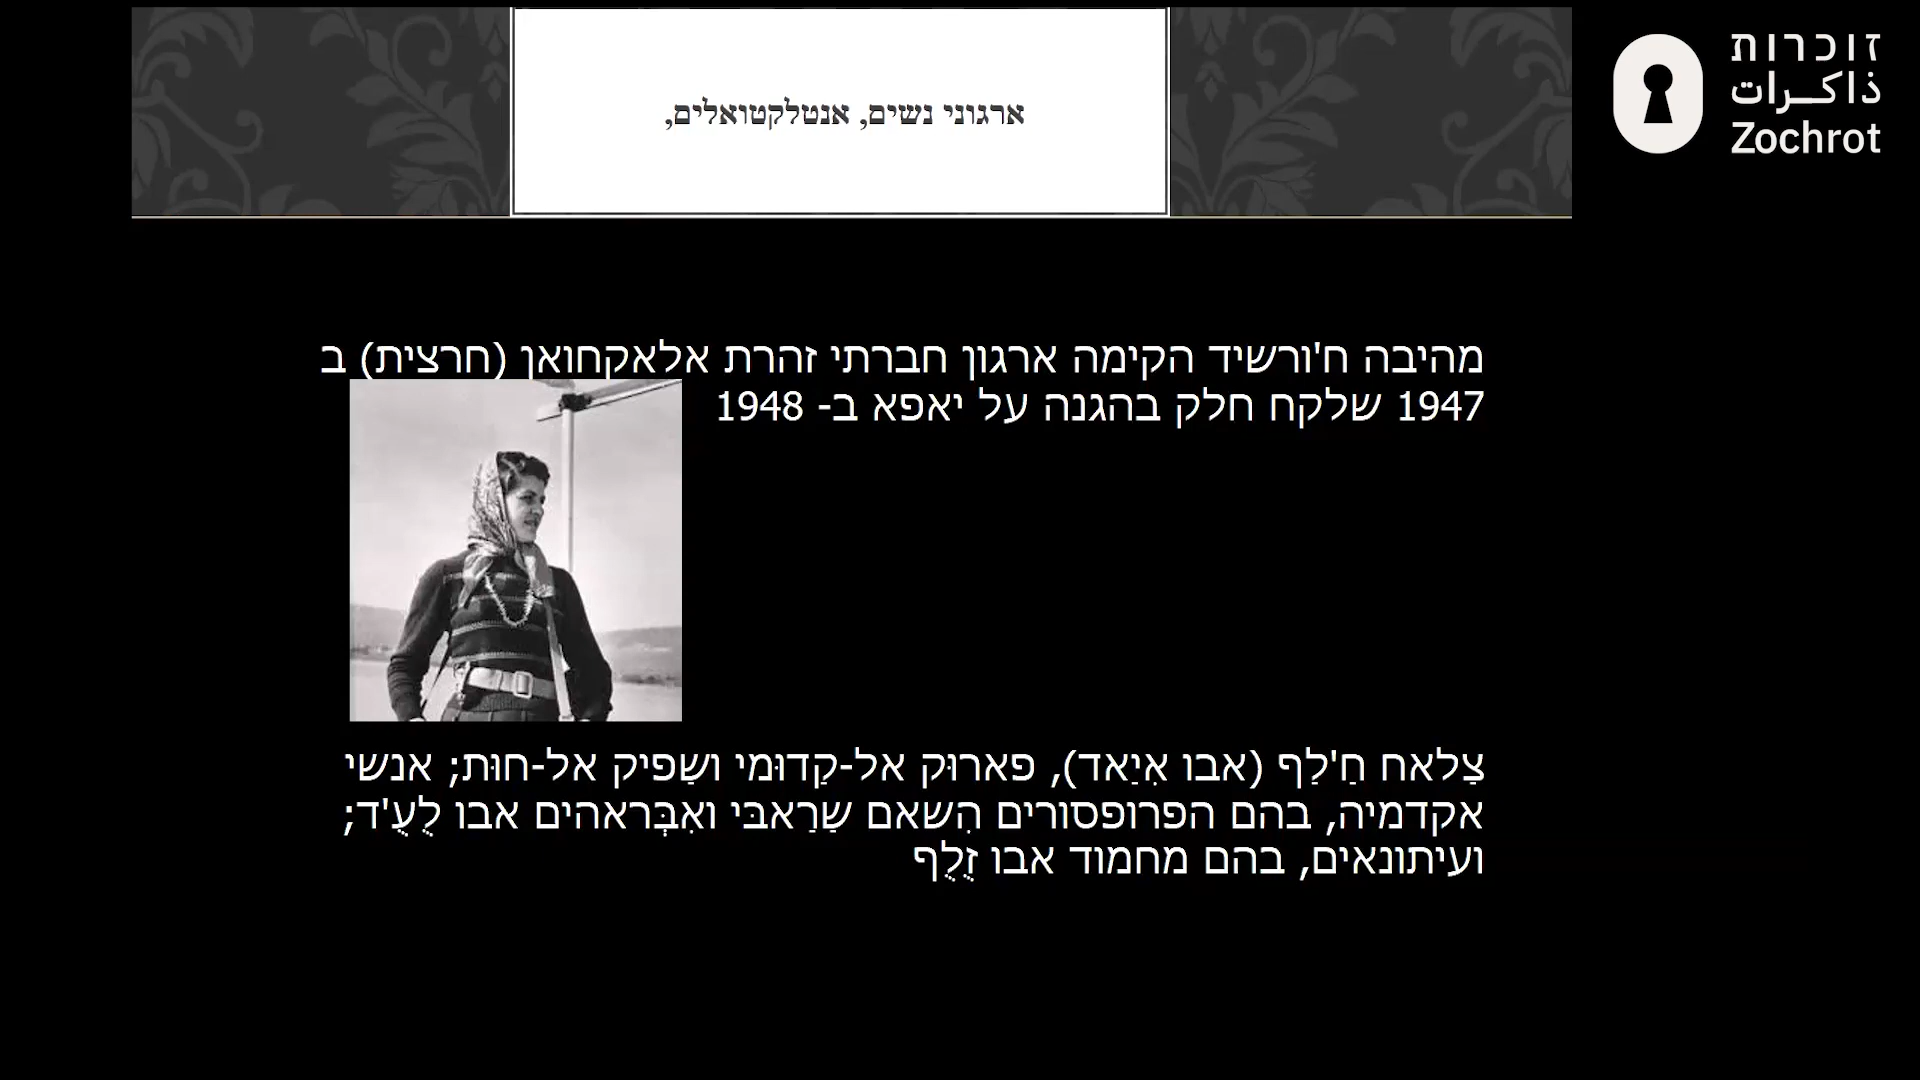 ארגוני נשים, אנטלקטואלים,
זוכרות
ذاكرات
Zochrot
מהיבה ח'ורשיד הקימה ארגון חברתי זהרת אלאקחואן (חרצית) ב
1947 שלקח חלק בהגנה על יאפא ב- 1948
צַלאח חַ'לַף (אבו אִיַאד), פארוּק אל-קַדוּמי ושַפיק אל-חוּת; אנשי
אקדמיה, בהם הפרופסורים הִשאם שַרַאבּי ואִבְּראהים אבו לֻעֻ'ד;
ועיתונאים, בהם מחמוד אבו זֻלֻף